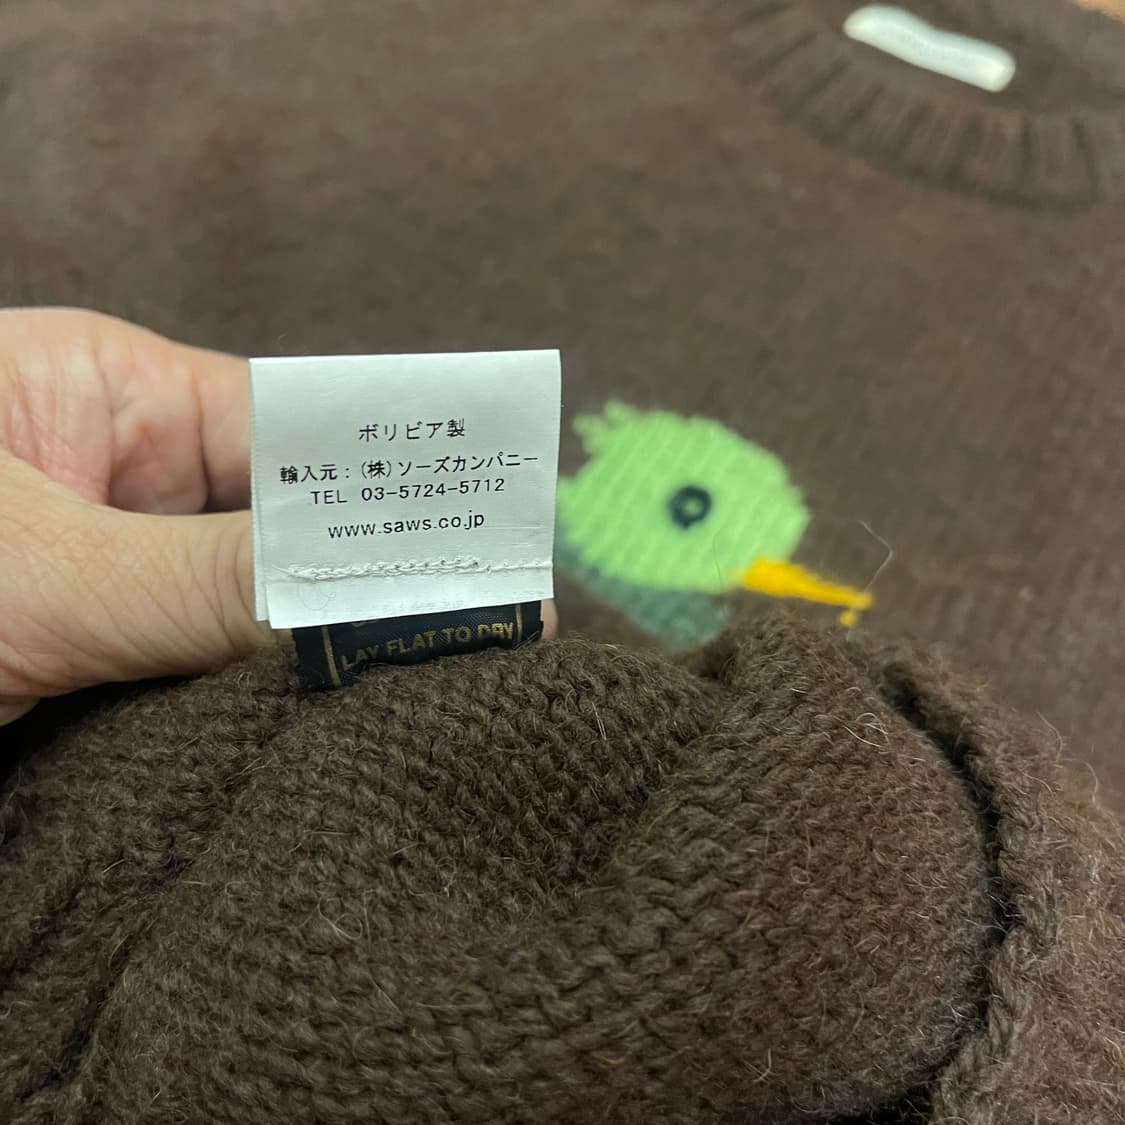 ボリビア製
輸入元：(株)ソーズカンパニー
TEL 03-5724-5712
www.saws.co.jp
LAY FLAT TO DRY